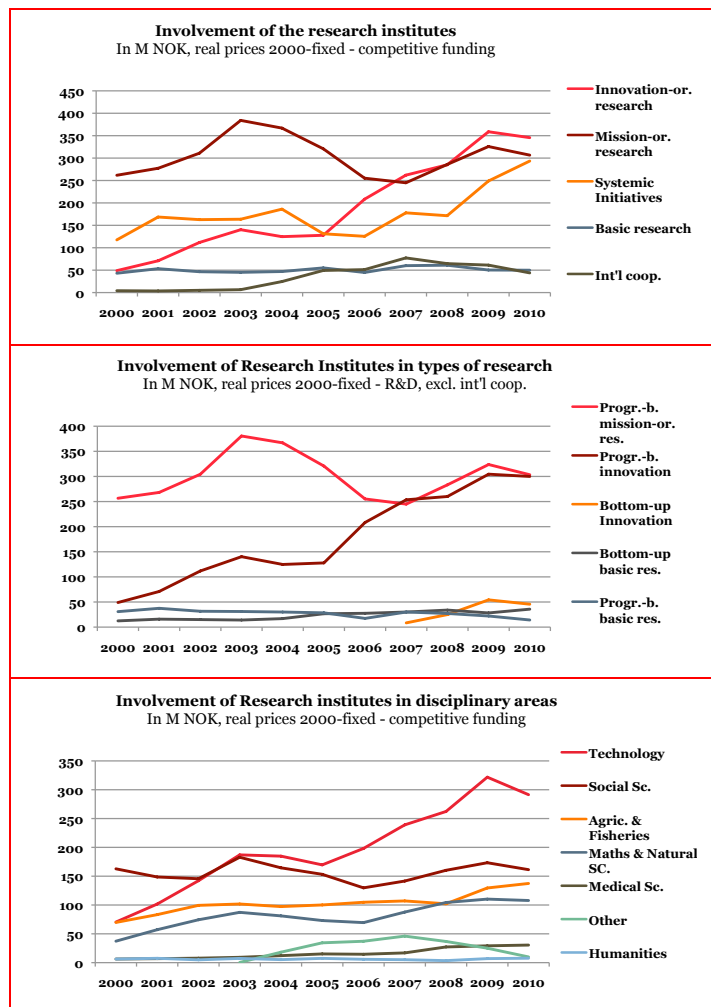 Involvement of the research institutes
In M NOK, real prices 2000-fixed - competitive funding
450
400
350
300
250
200
150
100
50
0
2000 2001 2002 2003 2004 2005 2006 2007 2008 2009 2010
Innovation-or.
research
Mission-or.
research
Systemic
Initiatives
Basic research
Int'l coop.
Involvement of Research Institutes in types of research
In M NOK, real prices 2000-fixed - R&D, excl. int'l coop.
400
350
300
250
200
150
100
50
0
2000 2001 2002 2003 2004 2005 2006 2007 2008 2009 2010
Progr.-b.
mission-or.
res.
Progr.-b.
innovation
Bottom-up
Innovation
Bottom-up
basic res.
Progr.-b.
basic res.
Involvement of Research institutes in disciplinary areas
In M NOK, real prices 2000-fixed - competitive funding
350
300
250
200
150
100
50
0
2000 2001 2002 2003 2004 2005 2006 2007 2008 2009 2010
Technology
Social Sc.
Agric. &
Fisheries
Maths & Natural
SC.
Medical Sc.
Other
Humanities